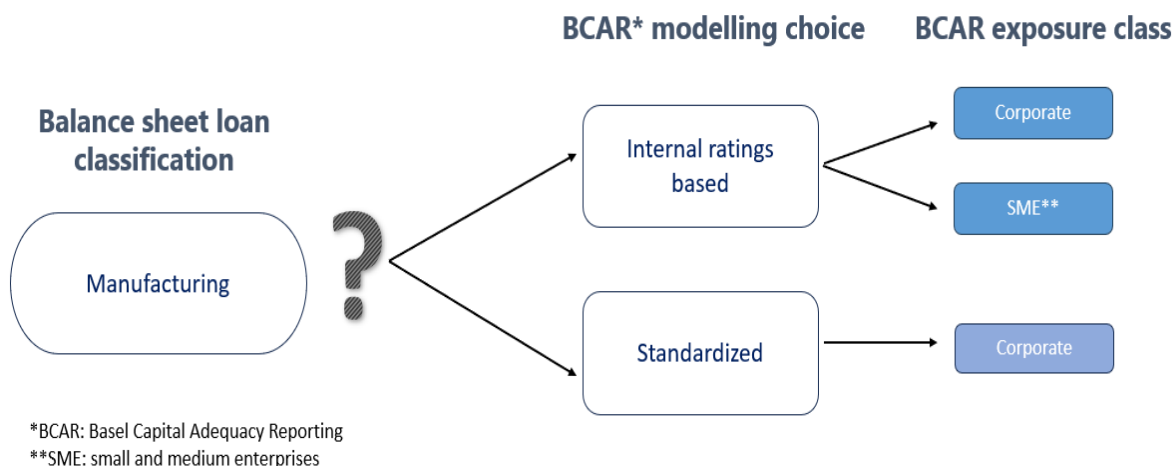 BCAR* modelling choice
BCAR exposure class
Balance sheet loan
classification
Manufacturing
?
Internal ratings
based
Corporate
SME**
Standardized
Corporate
*BCAR: Basel Capital Adequacy Reporting
**SME: small and medium enterprises